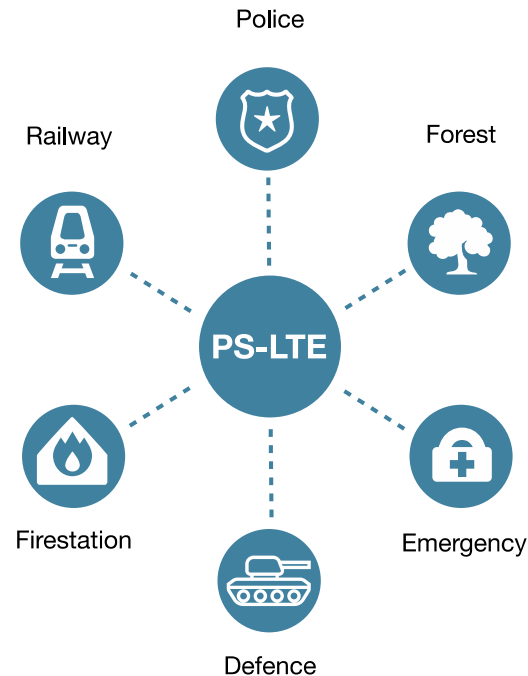 Police
Railway
Forest
PS-LTE
Firestation
Emergency
Defence